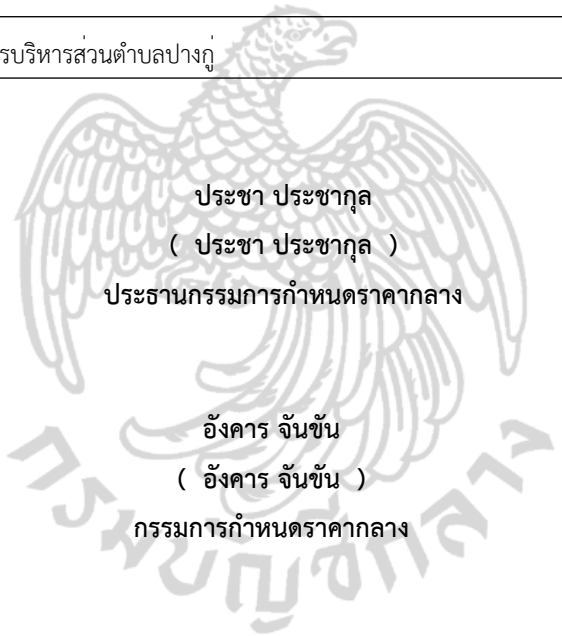 รบริหารส่วนตำบลปางกู่
ประชา ประชากุล
( ประชา ประชากุล )
ประธานกรรมการกำหนดราคากลาง
อังคาร จันขัน
( อังคาร จันขัน )
กรรมการกำหนดราคากลาง
กรมบัญชีกลาง